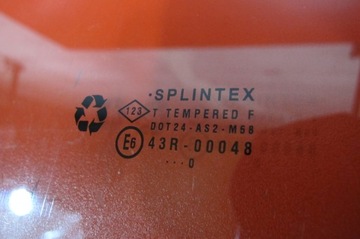 ·SPLINTEX
123 T TEMPERED F
DOT24-AS2-M58
E6 43R-00048
···0